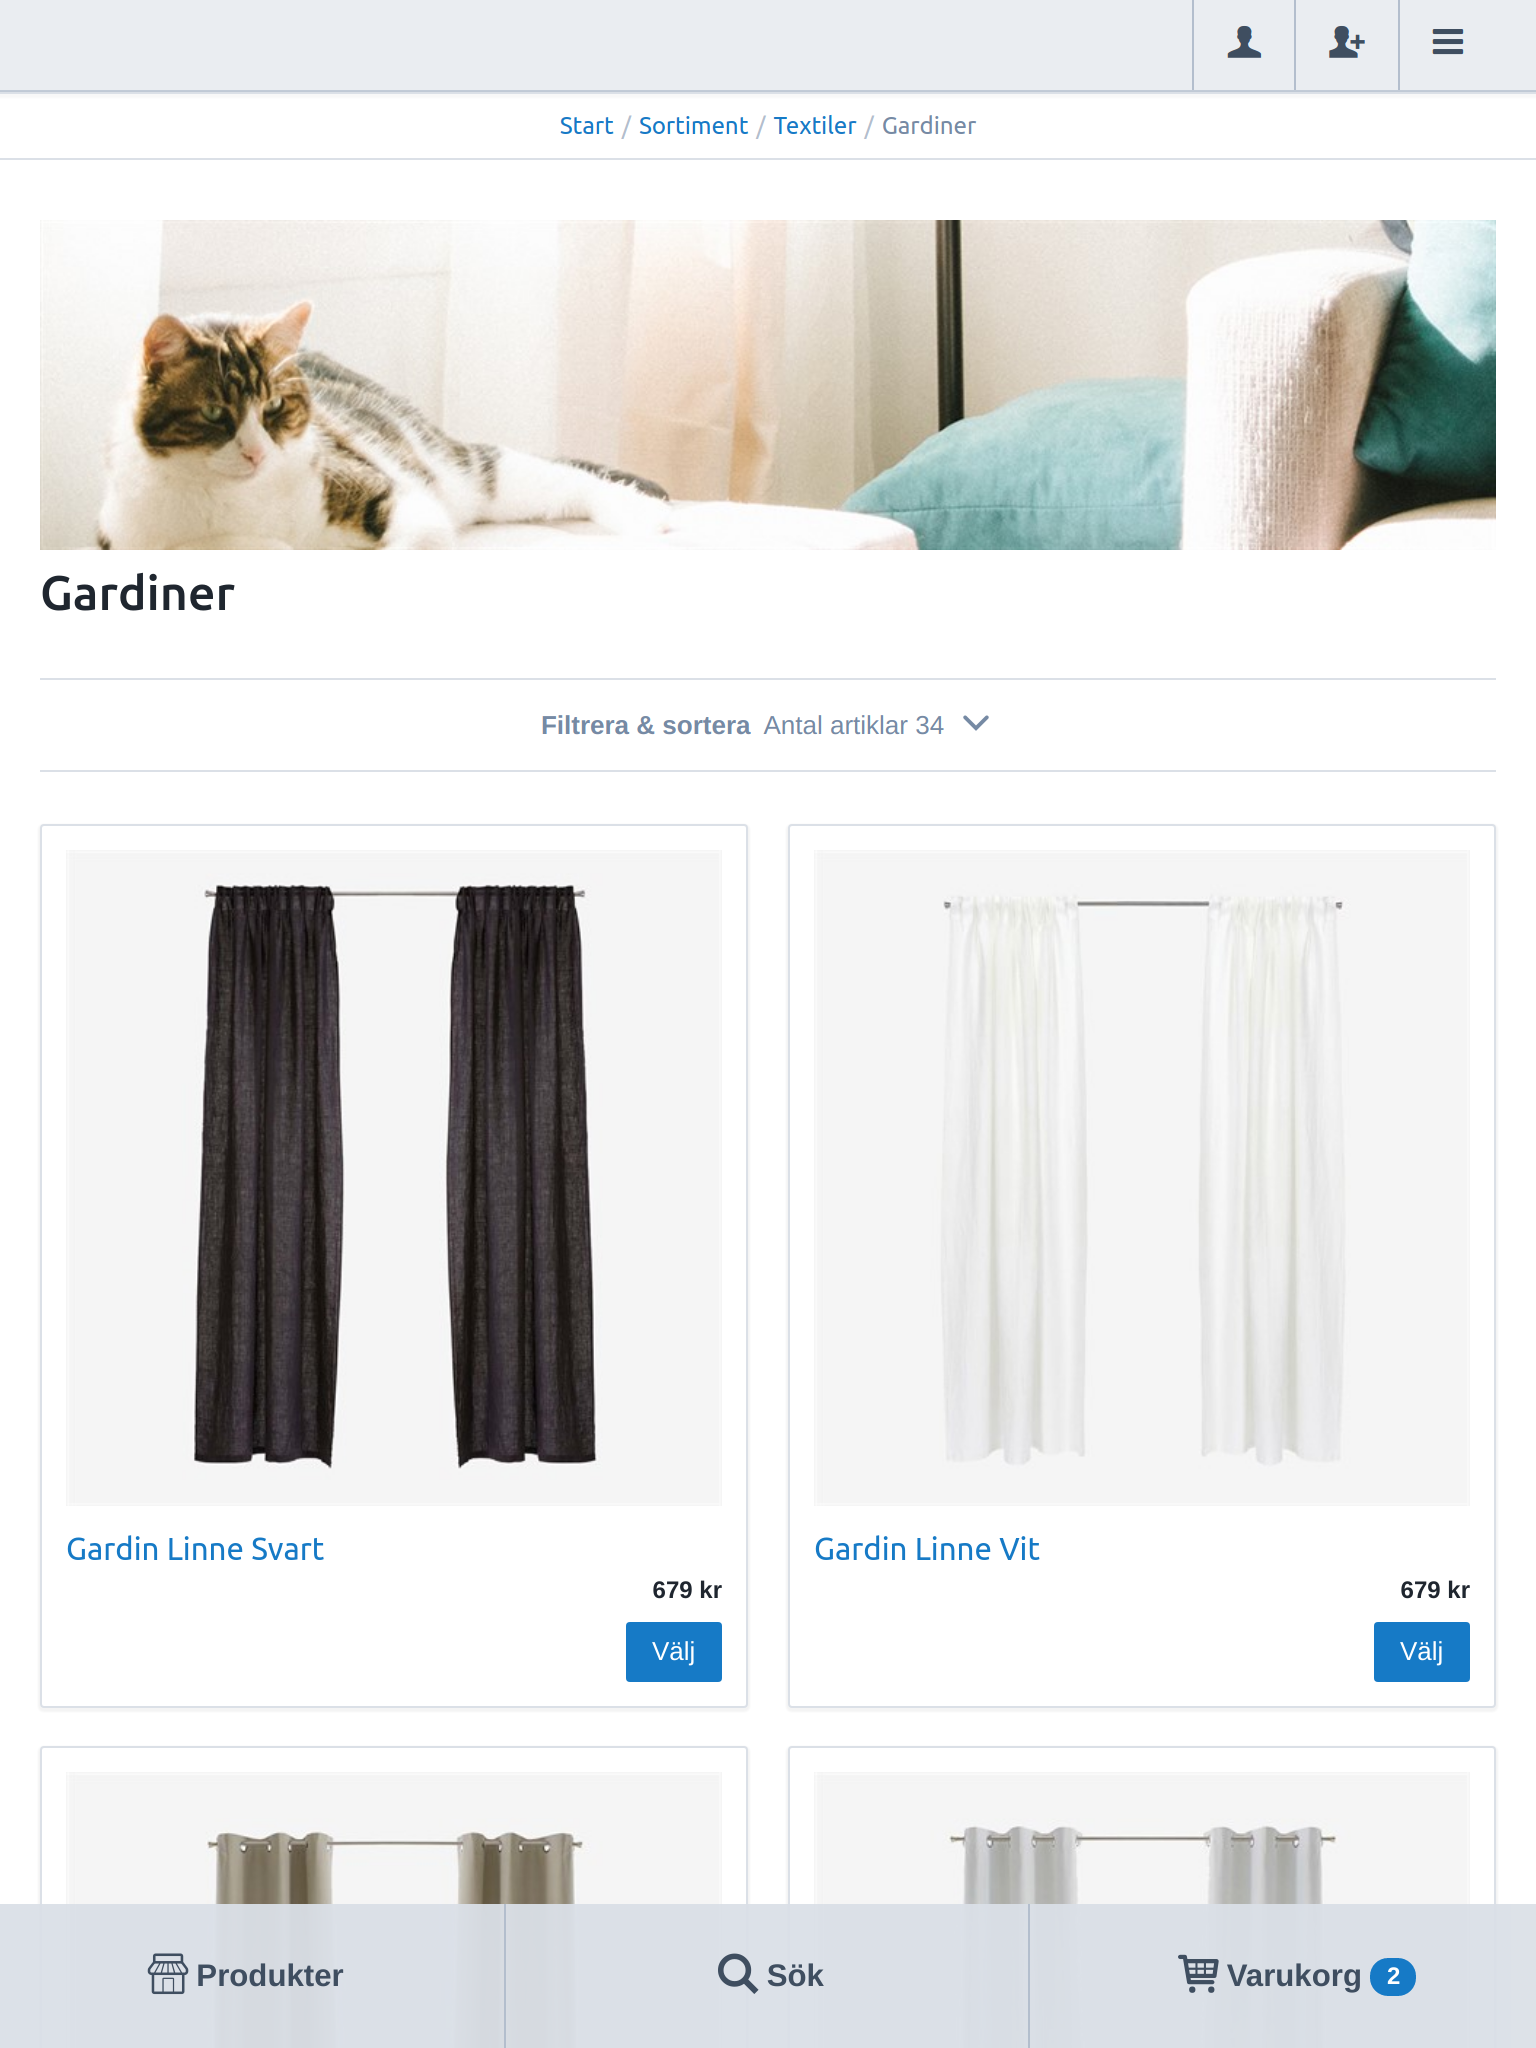 Start / Sortiment / Textiler / Gardiner
Gardiner
Filtrera & sortera Antal artiklar 34
Gardin Linne Svart
679 kr
Välj
Gardin Linne Vit
679 kr
Välj
Produkter
Sök
Varukorg 2